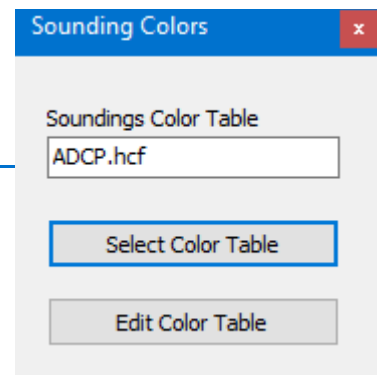 Sounding Colors
x
Soundings Color Table
ADCP.hcf
Select Color Table
Edit Color Table